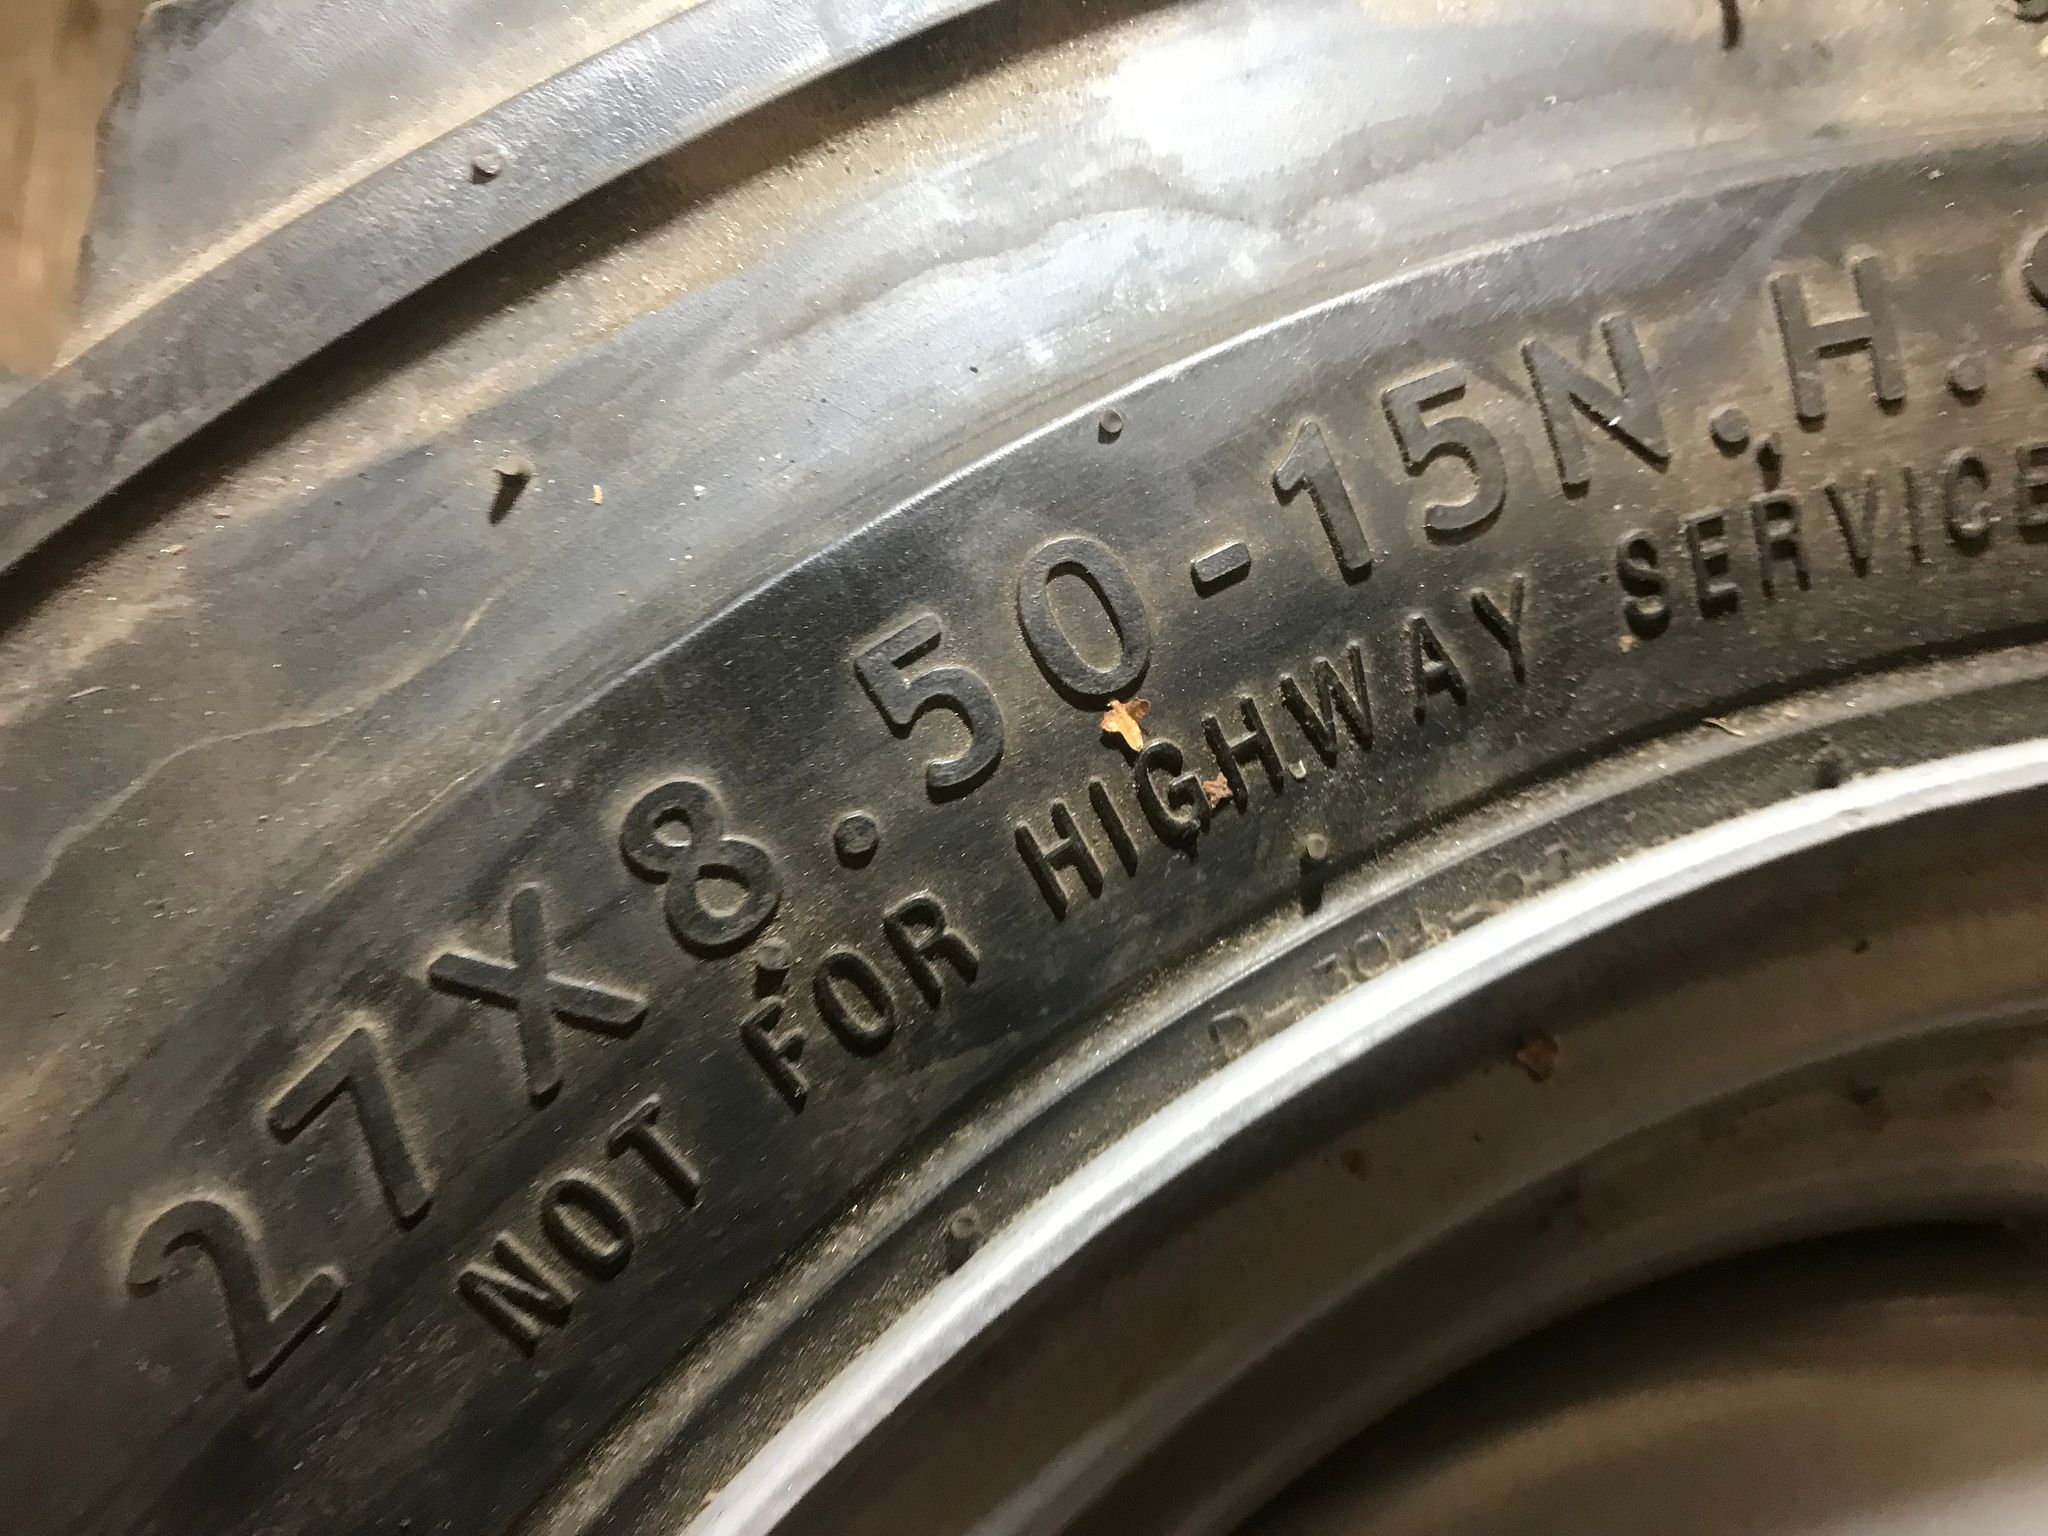 27X8.50-15N.H.S
NOT FOR HIGHWAY SERVICE